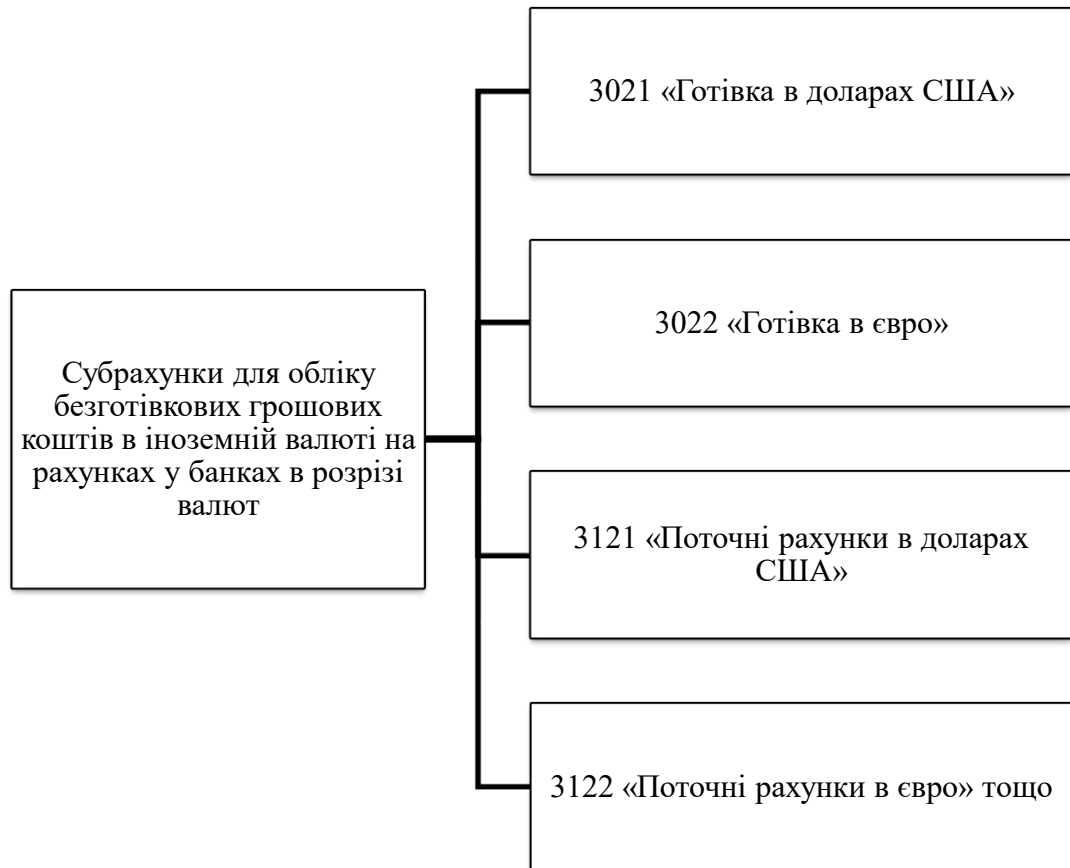 Субрахунки для обліку
безготівкових грошових
коштів в іноземній валюті на
рахунках у банках в розрізі
валют
3021 «Готівка в доларах США»
3022 «Готівка в євро»
3121 «Поточні рахунки в доларах
США»
3122 «Поточні рахунки в євро» тощо